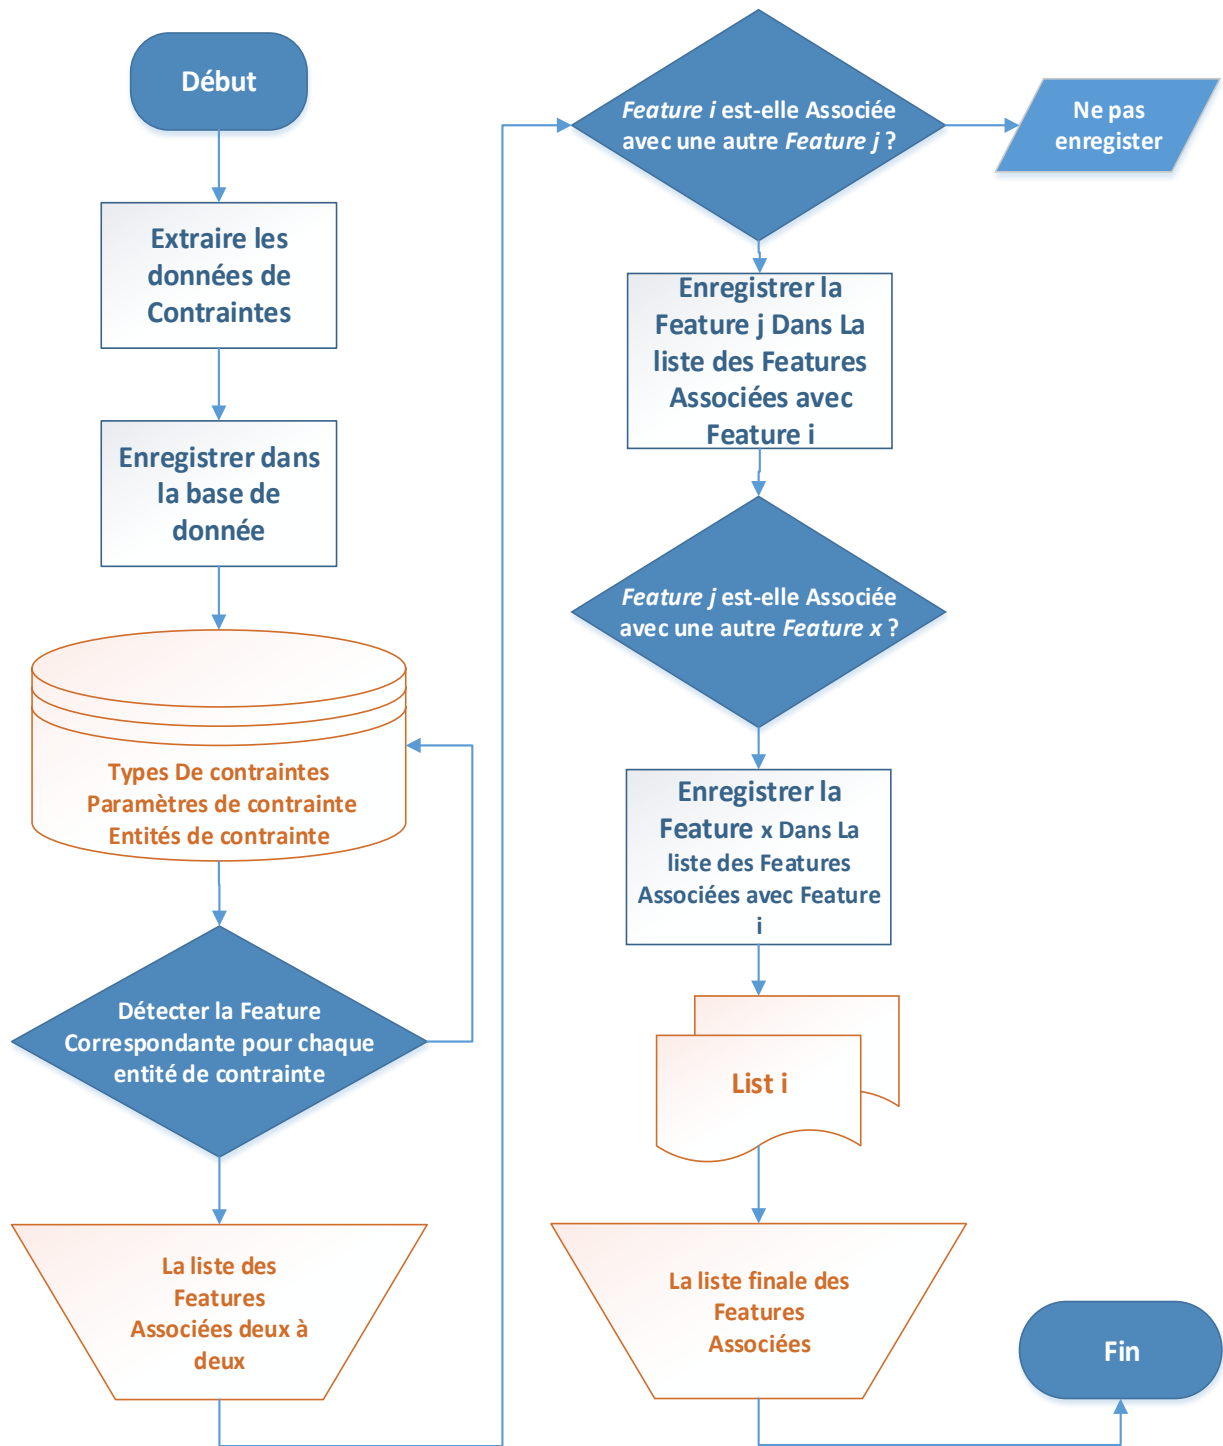 Début
Extraire les
données de
Contraintes
Enregistrer dans
la base de
donnée
Types De contraintes
Paramètres de contrainte
Entités de contrainte
Détecter la Feature
Correspondante pour chaque
entité de contrainte
La liste des
Features
Associées deux à
deux
Feature i est-elle Associée
avec une autre Feature j ?
Ne pas
enregister
Enregistrer la
Feature j Dans La
liste des Features
Associées avec
Feature i
Feature j est-elle Associée
avec une autre Feature x ?
Enregistrer la
Feature x Dans La
liste des Features
Associées avec Feature
i
List i
La liste finale des
Features
Associées
Fin